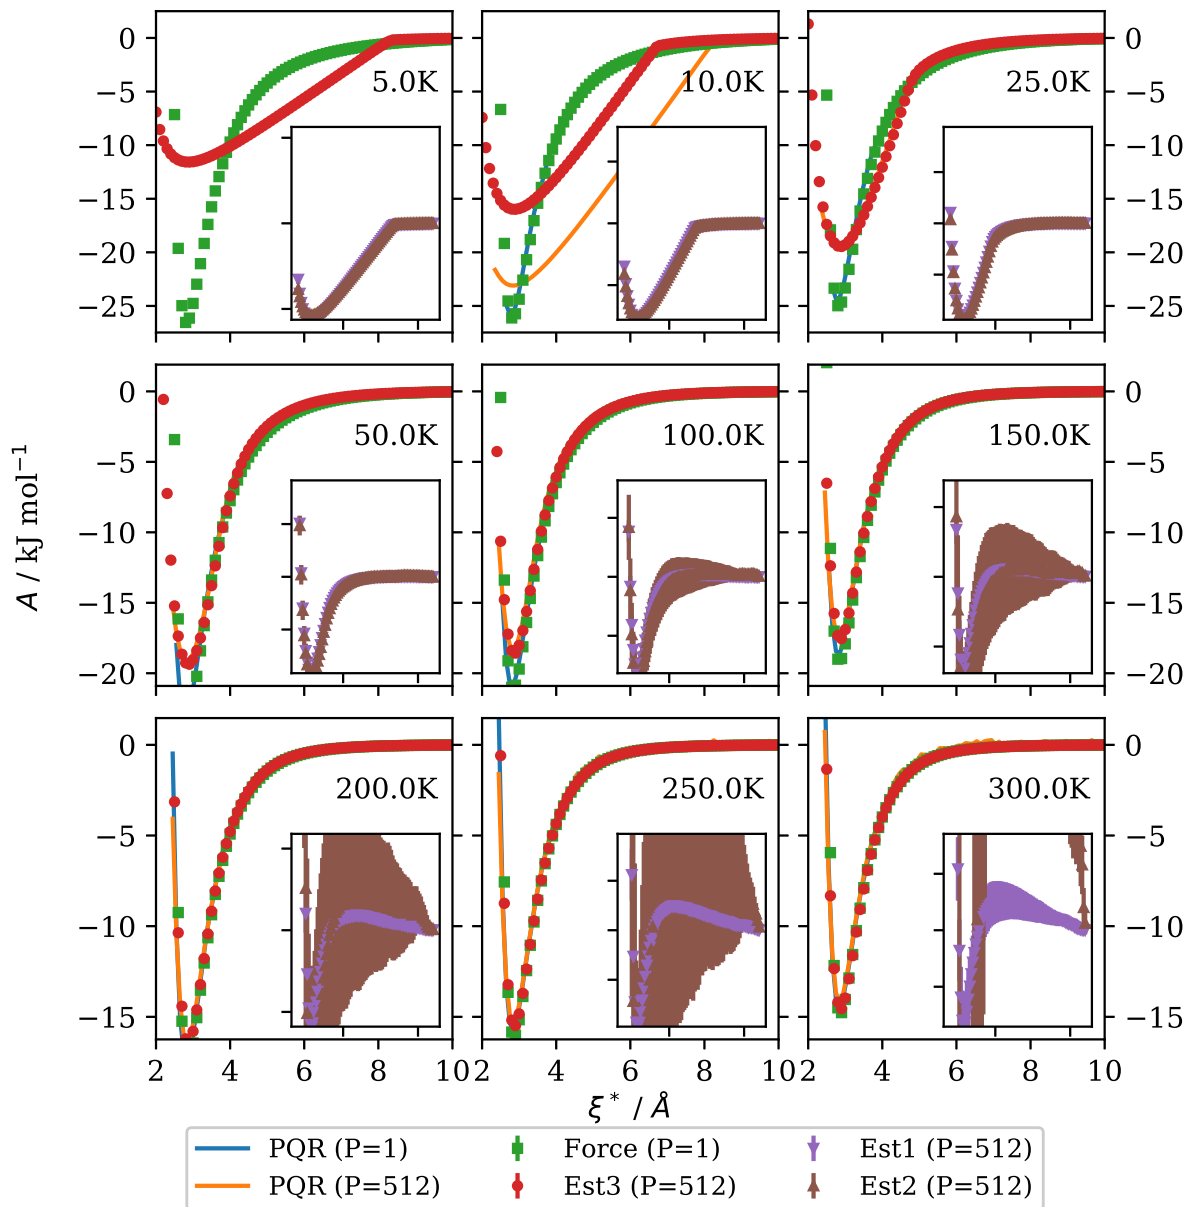 0
−5
−10
−15
−20
−25
5.0K
10.0K
25.0K
0
−5
−10
−15
−20
−25
0
−5
−10
−15
−20
50.0K
100.0K
150.0K
0
−5
−10
−15
−20
0
−5
−10
−15
200.0K
250.0K
300.0K
0
−5
−10
−15
A / kJ mol⁻¹
2 4 6 8 10
2 4 6 8 10
2 4 6 8 10
ξ* / Å
PQR (P=1)
PQR (P=512)
Force (P=1)
Est3 (P=512)
Est1 (P=512)
Est2 (P=512)